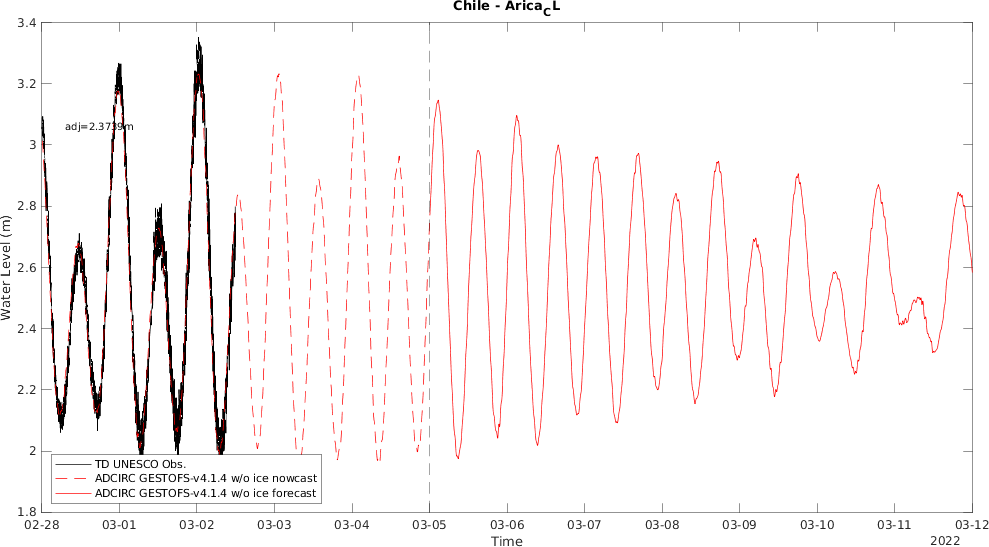 Chile - Arica_CL
3.4
3.2
3
2.8
2.6
2.4
2.2
2
1.8
Water Level (m)
adj=2.3739m
TD UNESCO Obs.
ADCIRC GESTOFS-v4.1.4 w/o ice nowcast
ADCIRC GESTOFS-v4.1.4 w/o ice forecast
02-28 03-01 03-02 03-03 03-04 03-05 03-06 03-07 03-08 03-09 03-10 03-11 03-12
Time
2022